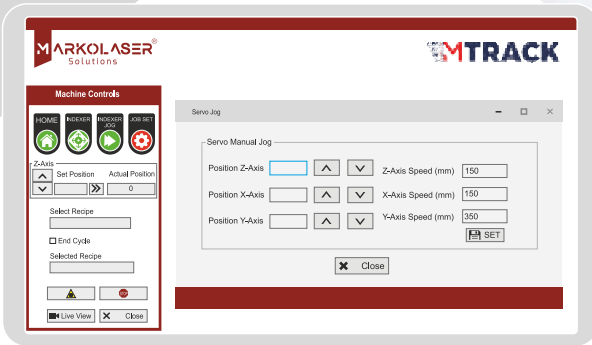 MARKOLASER®
Solutions
MTRACK
Machine Controls
HOME
INDEXER
INDEXER JOG
JOB SET
Z-Axis
Set Position
Actual Position
0
Select Recipe
End Cycle
Selected Recipe
STOP
Live View
Close
Servo Jog
Servo Manual Jog
Position Z-Axis
Z-Axis Speed (mm)
150
Position X-Axis
X-Axis Speed (mm)
150
Position Y-Axis
Y-Axis Speed (mm)
350
SET
Close